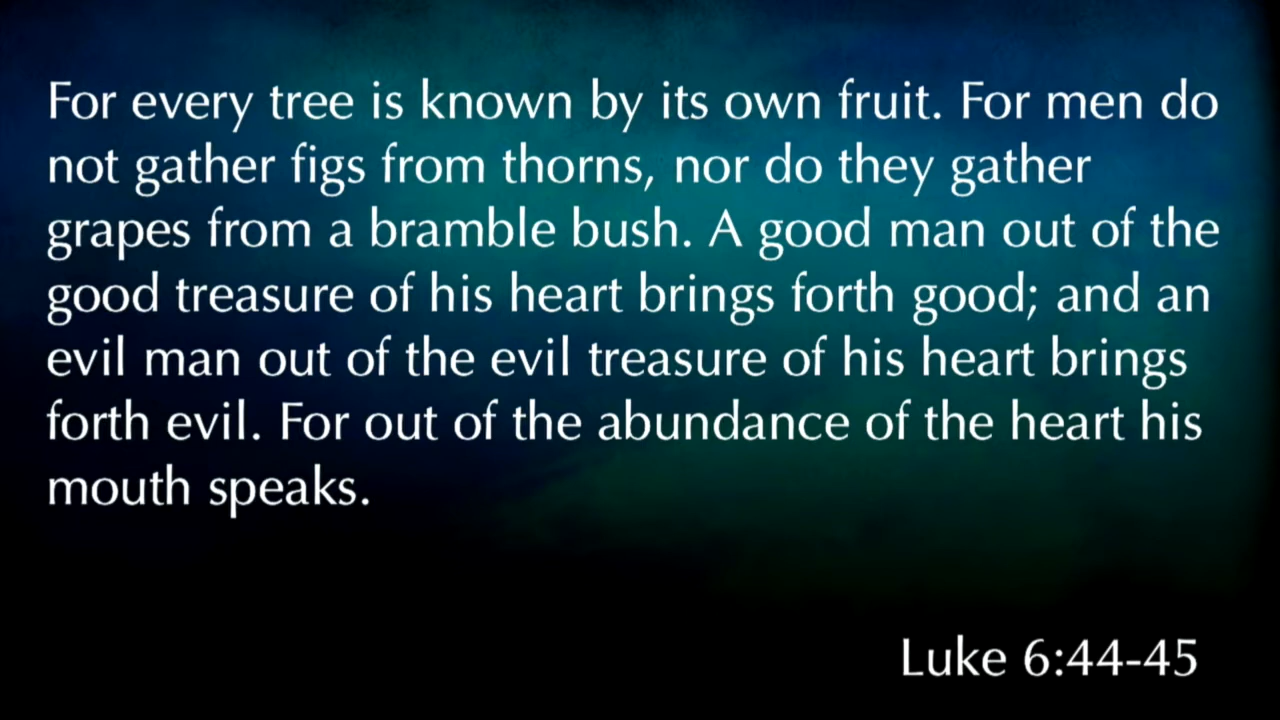 For every tree is known by its own fruit. For men do
not gather figs from thorns, nor do they gather
grapes from a bramble bush. A good man out of the
good treasure of his heart brings forth good; and an
evil man out of the evil treasure of his heart brings
forth evil. For out of the abundance of the heart his
mouth speaks.
Luke 6:44-45